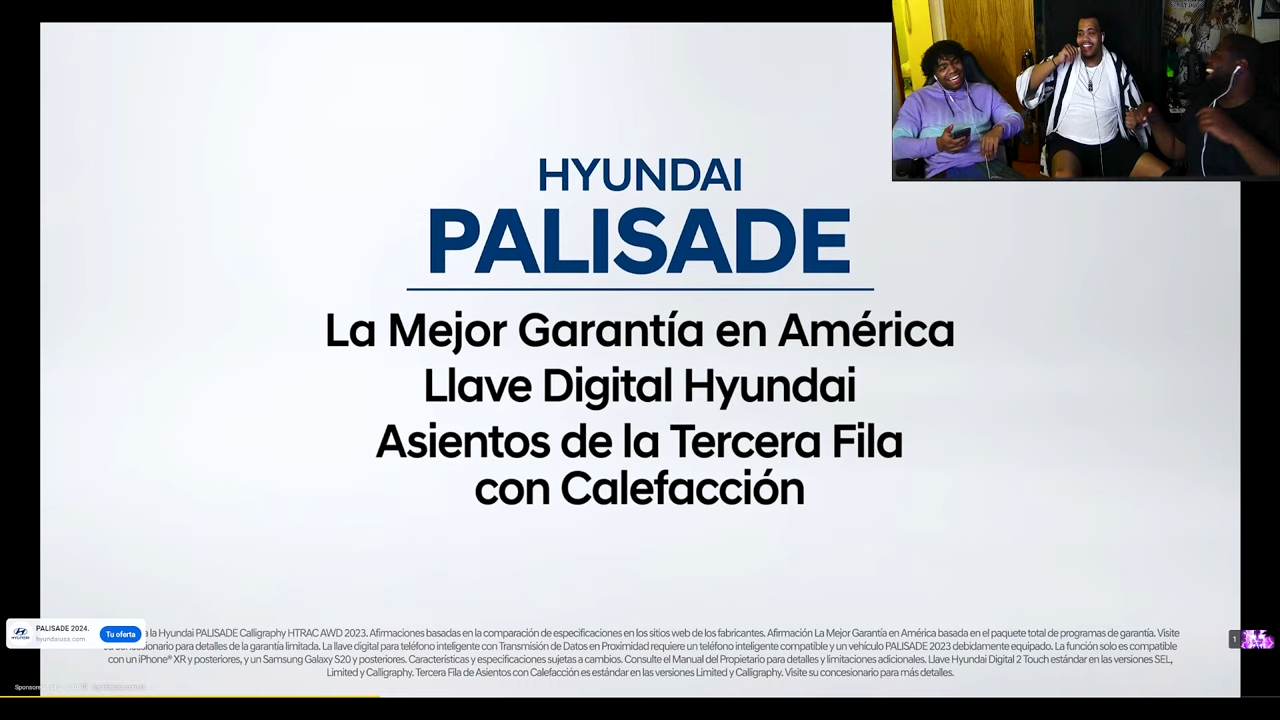 HYUNDAI
PALISADE
La Mejor Garantía en América
Llave Digital Hyundai
Asientos de la Tercera Fila
con Calefacción
PALISADE 2024.
hyundaiusa.com
Tu oferta
HYUNDAI
1
a la Hyundai PALISADE Calligraphy HTRAC AWD 2023. Afirmaciones basadas en la comparación de especificaciones en los sitios web de los fabricantes. Afirmación La Mejor Garantía en América basada en el paquete total de programas de garantía. Visite
concesionario para detalles de la garantía limitada. La llave digital para teléfono inteligente con Transmisión de Datos en Proximidad requiere un teléfono inteligente compatible y un vehículo PALISADE 2023 debidamente equipado. La función solo es compatible
con un iPhone® XR y posteriores, y un Samsung Galaxy S20 y posteriores. Características y especificaciones sujetas a cambios. Consulte el Manual del Propietario para detalles y limitaciones adicionales. Llave Hyundai Digital 2 Touch estándar en las versiones SEL,
Limited y Calligraphy. Tercera Fila de Asientos con Calefacción es estándar en las versiones Limited y Calligraphy. Visite su concesionario para más detalles.
Sponsored